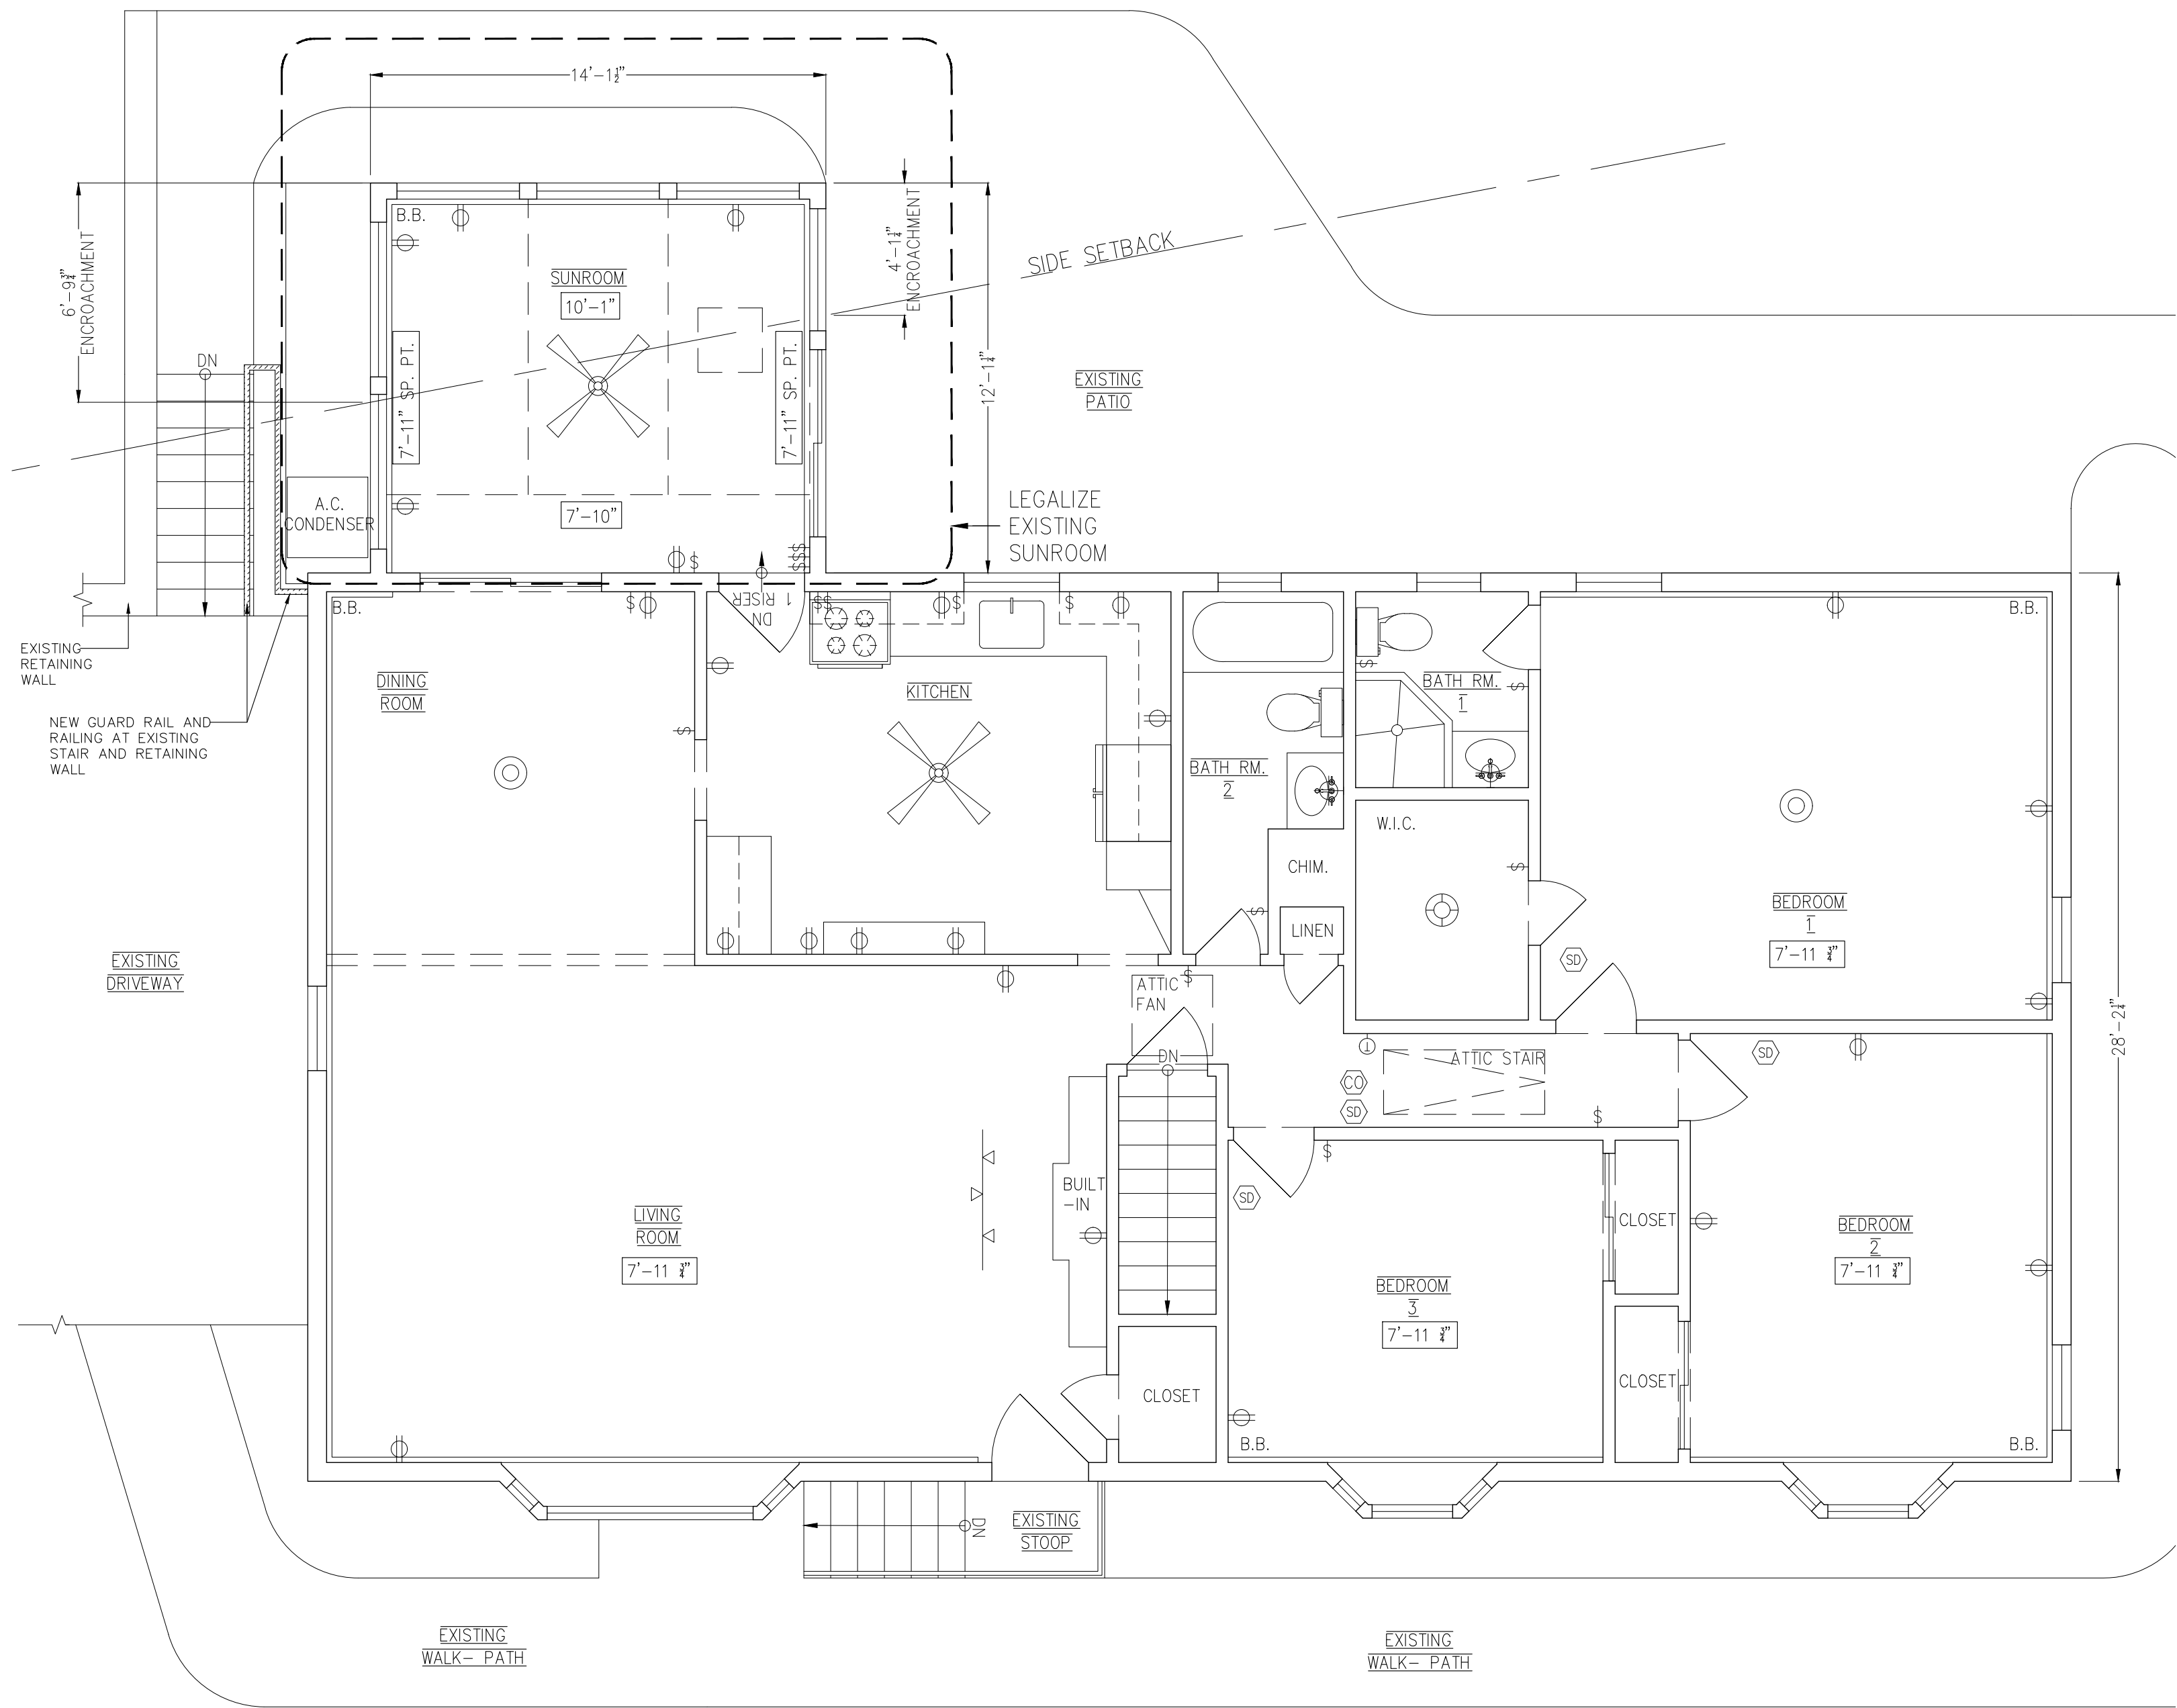 14'-1½"
6'-9¾"
ENCROACHMENT
B.B.
SUNROOM
10'-1"
4'-1¼"
ENCROACHMENT
SIDE SETBACK
DN
7'-11" SP. PT.
7'-11" SP. PT.
12'-1¼"
EXISTING
PATIO
A.C.
CONDENSER
7'-10"
LEGALIZE
EXISTING
SUNROOM
$
$$$
B.B.
$
DN
1 RISER
$$
$
$
B.B.
EXISTING
RETAINING
WALL
NEW GUARD RAIL AND
RAILING AT EXISTING
STAIR AND RETAINING
WALL
DINING
ROOM
$
KITCHEN
$
BATH RM.
1
$
BATH RM.
2
W.I.C.
$
CHIM.
$
LINEN
BEDROOM
1
7'-11 ¾"
SD
EXISTING
DRIVEWAY
$
ATTIC
FAN
DN
T
ATTIC STAIR
CO
SD
SD
$
$
28'-2¼"
SD
BUILT
-IN
LIVING
ROOM
7'-11 ¾"
CLOSET
BEDROOM
2
7'-11 ¾"
BEDROOM
3
7'-11 ¾"
CLOSET
CLOSET
B.B.
B.B.
DN
EXISTING
STOOP
EXISTING
WALK- PATH
EXISTING
WALK- PATH